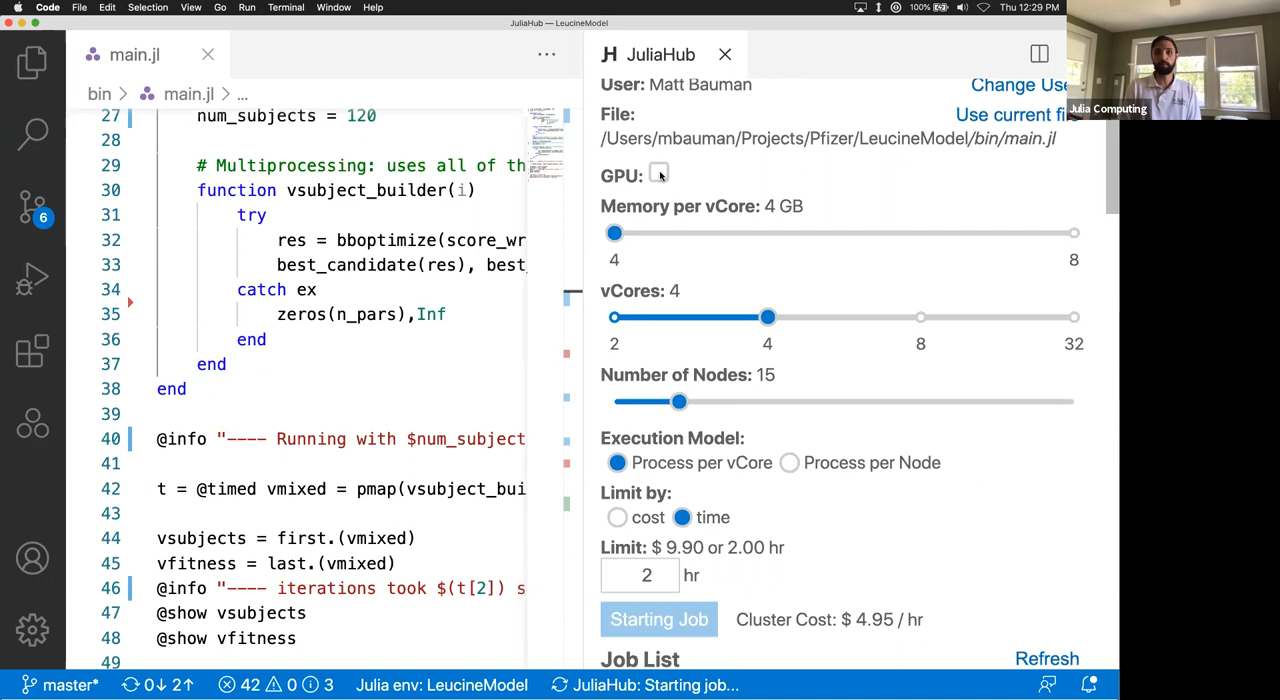 Code File Edit Selection View Go Run Terminal Window Help 100% Thu 12:29 PM
JuliaHub — LeucineModel
main.jl
bin > main.jl > ...
27 num_subjects = 120
28
29 # Multiprocessing: uses all of th
30 function vsubject_builder(i)
31 try
32 res = bboptimize(score_wr
33 best_candidate(res), best_
34 catch ex
35 zeros(n_pars),Inf
36 end
37 end
38 end
39
40 @info "---- Running with $num_subject
41
42 t = @timed vmixed = pmap(vsubject_bui
43
44 vsubjects = first.(vmixed)
45 vfitness = last.(vmixed)
46 @info "---- iterations took $(t[2]) s
47 @show vsubjects
48 @show vfitness
49
6
JuliaHub
User: Matt Bauman
Change Use
File:
Use current file
/Users/mbauman/Projects/Pfizer/LeucineModel/bin/main.jl
GPU:
Memory per vCore: 4 GB
4 8
vCores: 4
2 4 8 32
Number of Nodes: 15
Execution Model:
Process per vCore Process per Node
Limit by:
cost time
Limit: $ 9.90 or 2.00 hr
2 hr
Starting Job Cluster Cost: $ 4.95 / hr
Job List Refresh
Julia Computing
master* 0↓ 2↑ 42 0 3 Julia env: LeucineModel JuliaHub: Starting job...